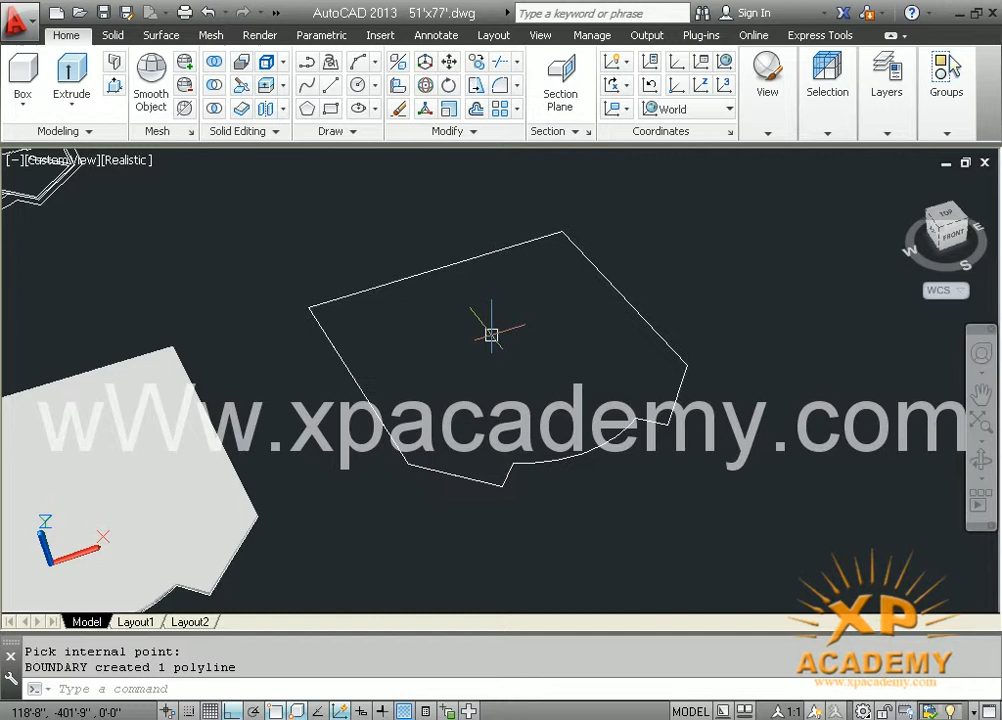 AutoCAD 2013 51'x77'.dwg
Type a keyword or phrase
Sign In
Home Solid Surface Mesh Render Parametric Insert Annotate Layout View Manage Output Plug-ins Online Express Tools
Box Extrude Smooth Object Section Plane World View Selection Layers Groups
Modeling Mesh Solid Editing Draw Modify Section Coordinates
[−][Custom View][Realistic]
TOP
FRONT
W S E
WCS
wWw.xpacademy.com
Z X
Model Layout1 Layout2
XP
ACADEMY
www.xpacademy.com
Pick internal point:
BOUNDARY created 1 polyline
Type a command
118'-8", -401'-9", 0'-0"
MODEL 1:1